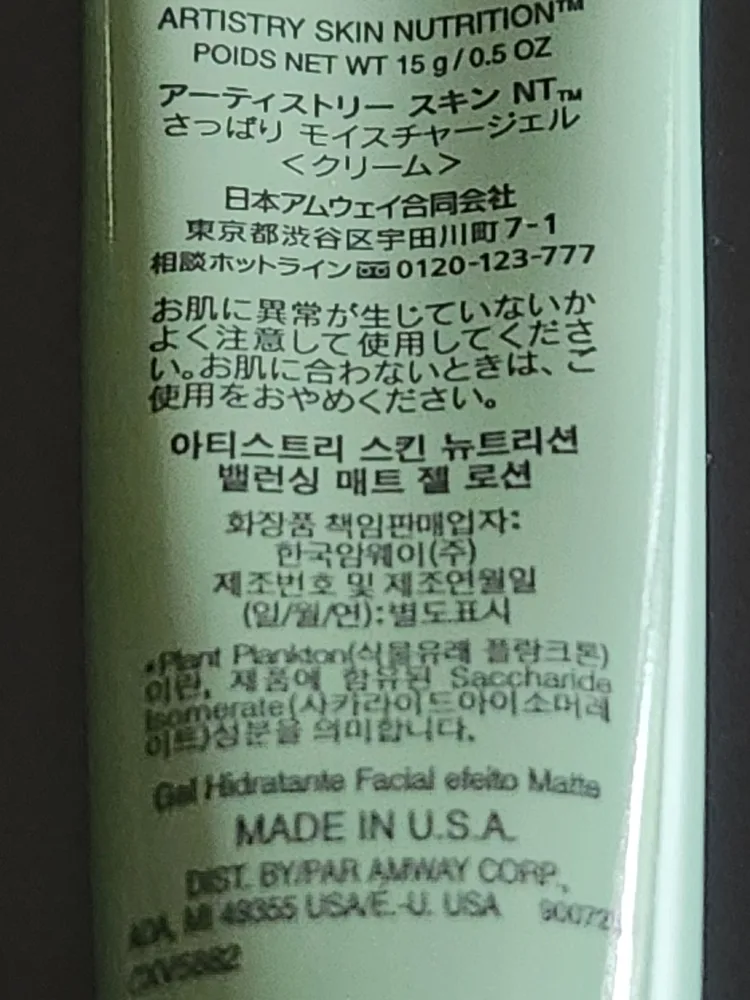 ARTISTRY SKIN NUTRITION™
POIDS NET WT 15 g / 0.5 OZ
アーティストリー スキン NT™
さっぱり モイスチャージェル
＜クリーム＞
日本アムウェイ合同会社
東京都渋谷区宇田川町7-1
相談ホットライン 0120-123-777
お肌に異常が生じていないか
よく注意して使用してくださ
い。お肌に合わないときは、ご
使用をおやめください。
아티스트리 스킨 뉴트리션
밸런싱 매트 젤 로션
화장품 책임판매업자:
한국암웨이(주)
제조번호 및 제조연월일
(일/월/연):별도표시
*Plant Plankton(식물유래 플랑크톤)
이란, 제품에 함유된 Saccharide
Isomerate(사카라이드아이소머레
이트)성분을 의미합니다.
Gel Hidratante Facial efeito Matte
MADE IN U.S.A.
DIST. BY/PAR AMWAY CORP.,
ADA, MI 49355 USA/É.-U. USA